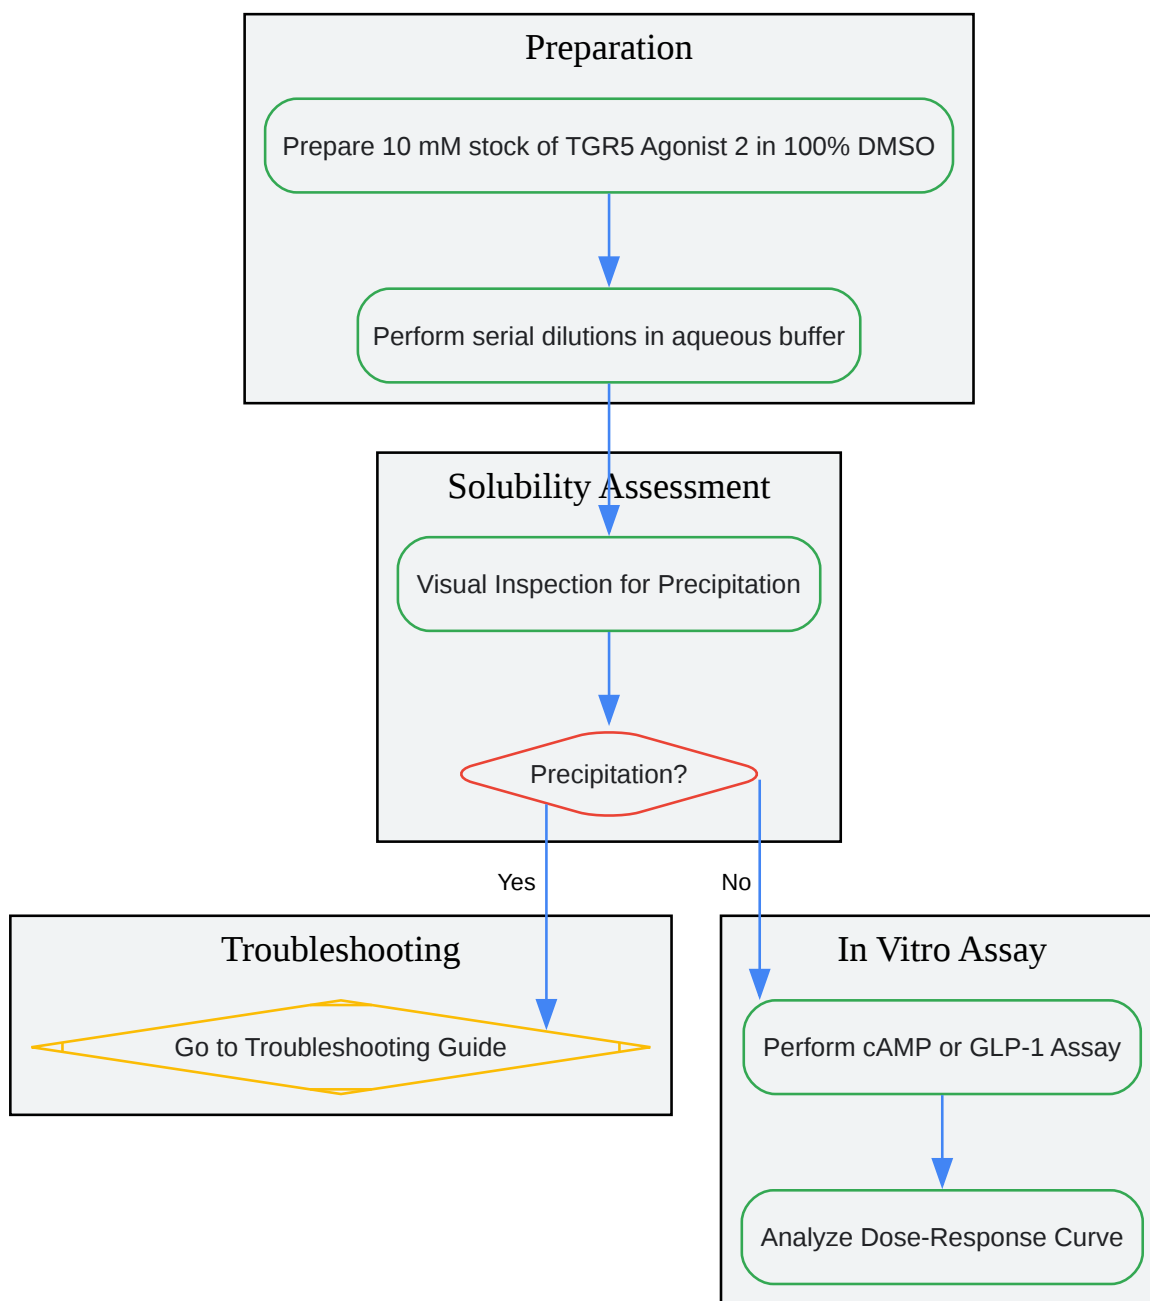 Preparation
Prepare 10 mM stock of TGR5 Agonist 2 in 100% DMSO
Perform serial dilutions in aqueous buffer
Solubility Assessment
Visual Inspection for Precipitation
Precipitation?
Yes
No
Troubleshooting
Go to Troubleshooting Guide
In Vitro Assay
Perform cAMP or GLP-1 Assay
Analyze Dose-Response Curve